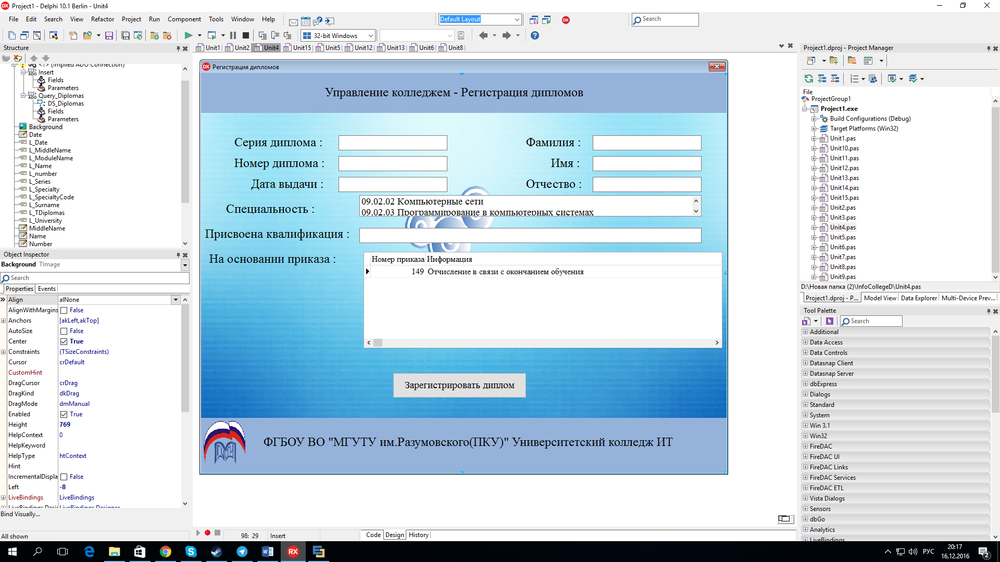 Project1 - Delphi 10.1 Berlin - Unit4
File Edit Search View Refactor Project Run Component Tools Window Help
Default Layout
Search
32-bit Windows
Structure
<!> {Implied ADO Connection}
Insert
Fields
Parameters
Query_Diplomas
DS_Diplomas
Fields
Parameters
Background
Date
L_Date
L_MiddleName
L_ModuleName
L_Name
L_number
L_Series
L_Specialty
L_SpecialtyCode
L_Surname
L_TDiplomas
L_University
MiddleName
Name
Number
Object Inspector
Background TImage
Search
Properties Events
Align alNone
AlignWithMargins False
Anchors [akLeft,akTop]
AutoSize False
Center True
Constraints (TSizeConstraints)
Cursor crDefault
CustomHint
DragCursor crDrag
DragKind dkDrag
DragMode dmManual
Enabled True
Height 769
HelpContext 0
HelpKeyword
HelpType htContext
Hint
IncrementalDispla False
Left -8
LiveBindings LiveBindings
LiveBindings Desi LiveBindings Designer
Bind Visually...
All shown
Unit1 Unit2 Unit4 Unit15 Unit5 Unit12 Unit13 Unit6 Unit8
Регистрация дипломов
Управление колледжем - Регистрация дипломов
Серия диплома :
Фамилия :
Номер диплома :
Имя :
Дата выдачи :
Отчество :
Специальность :
09.02.02 Компьютерные сети
09.02.03 Программирование в компьютерных системах
Присвоена квалификация :
На основании приказа :
Номер приказа Информация
149 Отчисление в связи с окончанием обучения
Зарегистрировать диплом
ФГБОУ ВО "МГУТУ им.Разумовского(ПКУ)" Университетский колледж ИТ
98: 29 Insert
Code Design History
Project1.dproj - Project Manager
File
ProjectGroup1
Project1.exe
Build Configurations (Debug)
Target Platforms (Win32)
Unit1.pas
Unit10.pas
Unit11.pas
Unit12.pas
Unit13.pas
Unit14.pas
Unit15.pas
Unit2.pas
Unit3.pas
Unit4.pas
Unit5.pas
Unit6.pas
Unit7.pas
Unit8.pas
Unit9.pas
D:\Новая папка (2)\InfoCollegeD\Unit4.pas
Project1.dproj - P... Model View Data Explorer Multi-Device Prev...
Tool Palette
Search
Additional
Data Access
Data Controls
Datasnap Client
Datasnap Server
dbExpress
Dialogs
Standard
System
Win 3.1
Win32
FireDAC
FireDAC UI
FireDAC Links
FireDAC Services
FireDAC ETL
Vista Dialogs
Sensors
dbGo
Analytics
LiveBindings
РУС
20:17
16.12.2016
2